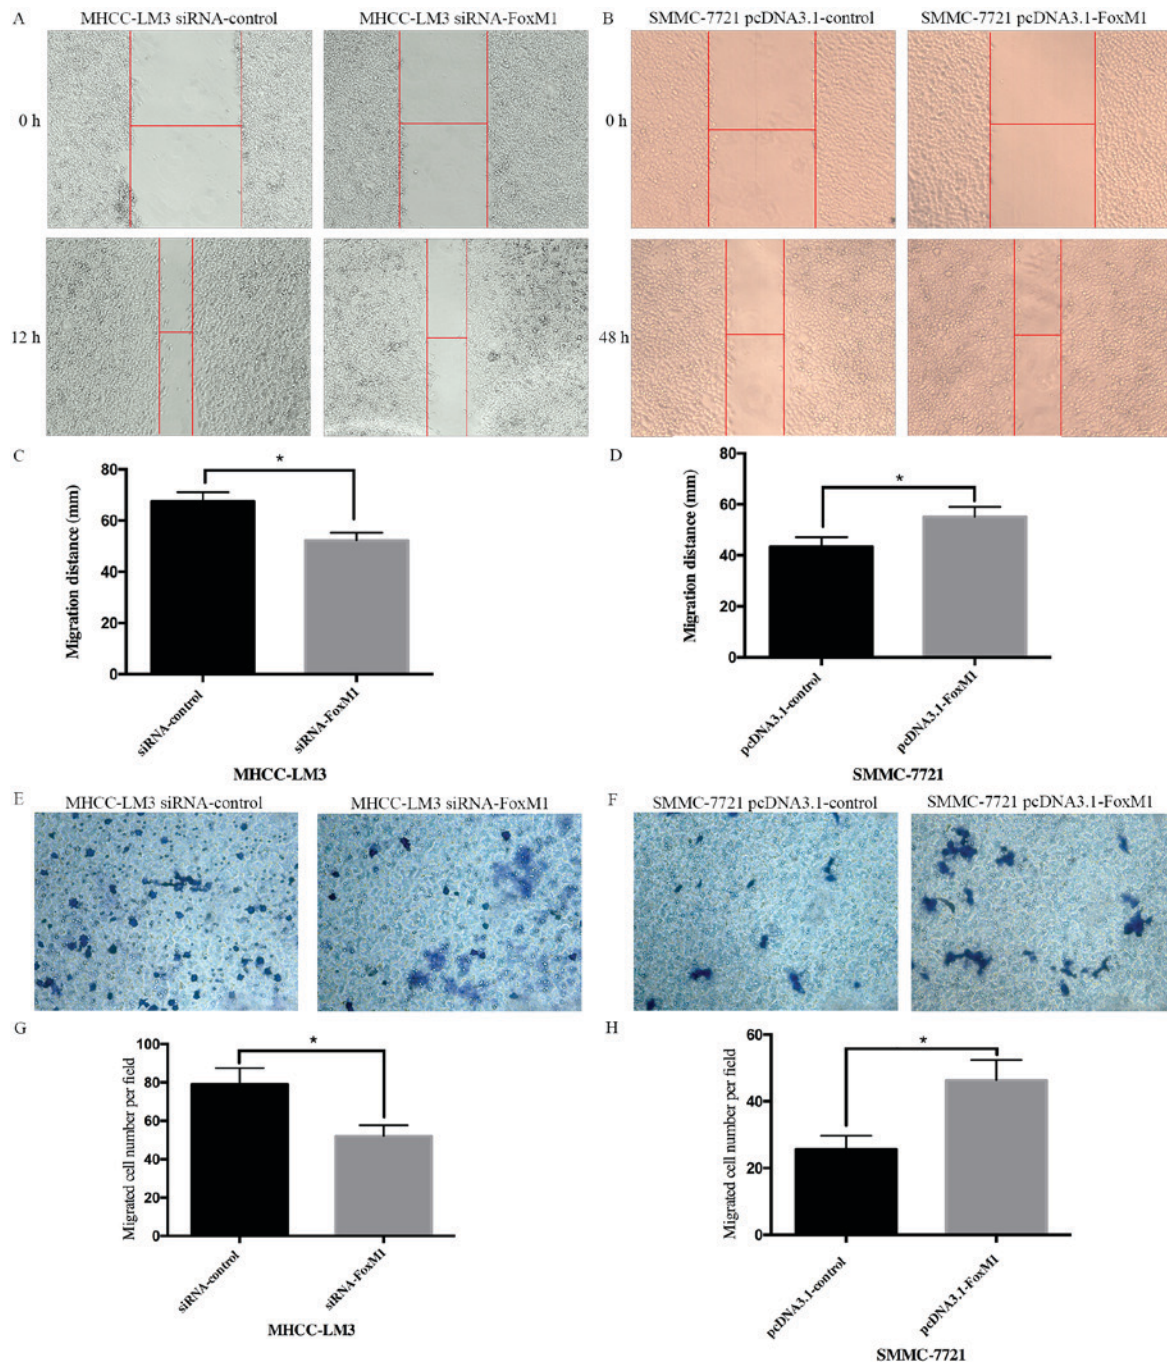 A
MHCC-LM3 siRNA-control
MHCC-LM3 siRNA-FoxM1
B
SMMC-7721 pcDNA3.1-control
SMMC-7721 pcDNA3.1-FoxM1
0 h
0 h
12 h
48 h
C
*
80
60
40
20
0
Migration distance (mm)
siRNA-control
siRNA-FoxM1
MHCC-LM3
D
*
80
60
40
20
0
Migration distance (mm)
pcDNA3.1-control
pcDNA3.1-FoxM1
SMMC-7721
E
MHCC-LM3 siRNA-control
MHCC-LM3 siRNA-FoxM1
F
SMMC-7721 pcDNA3.1-control
SMMC-7721 pcDNA3.1-FoxM1
G
*
100
80
60
40
20
0
Migrated cell number per field
siRNA-control
siRNA-FoxM1
MHCC-LM3
H
*
60
40
20
0
Migrated cell number per field
pcDNA3.1-control
pcDNA3.1-FoxM1
SMMC-7721